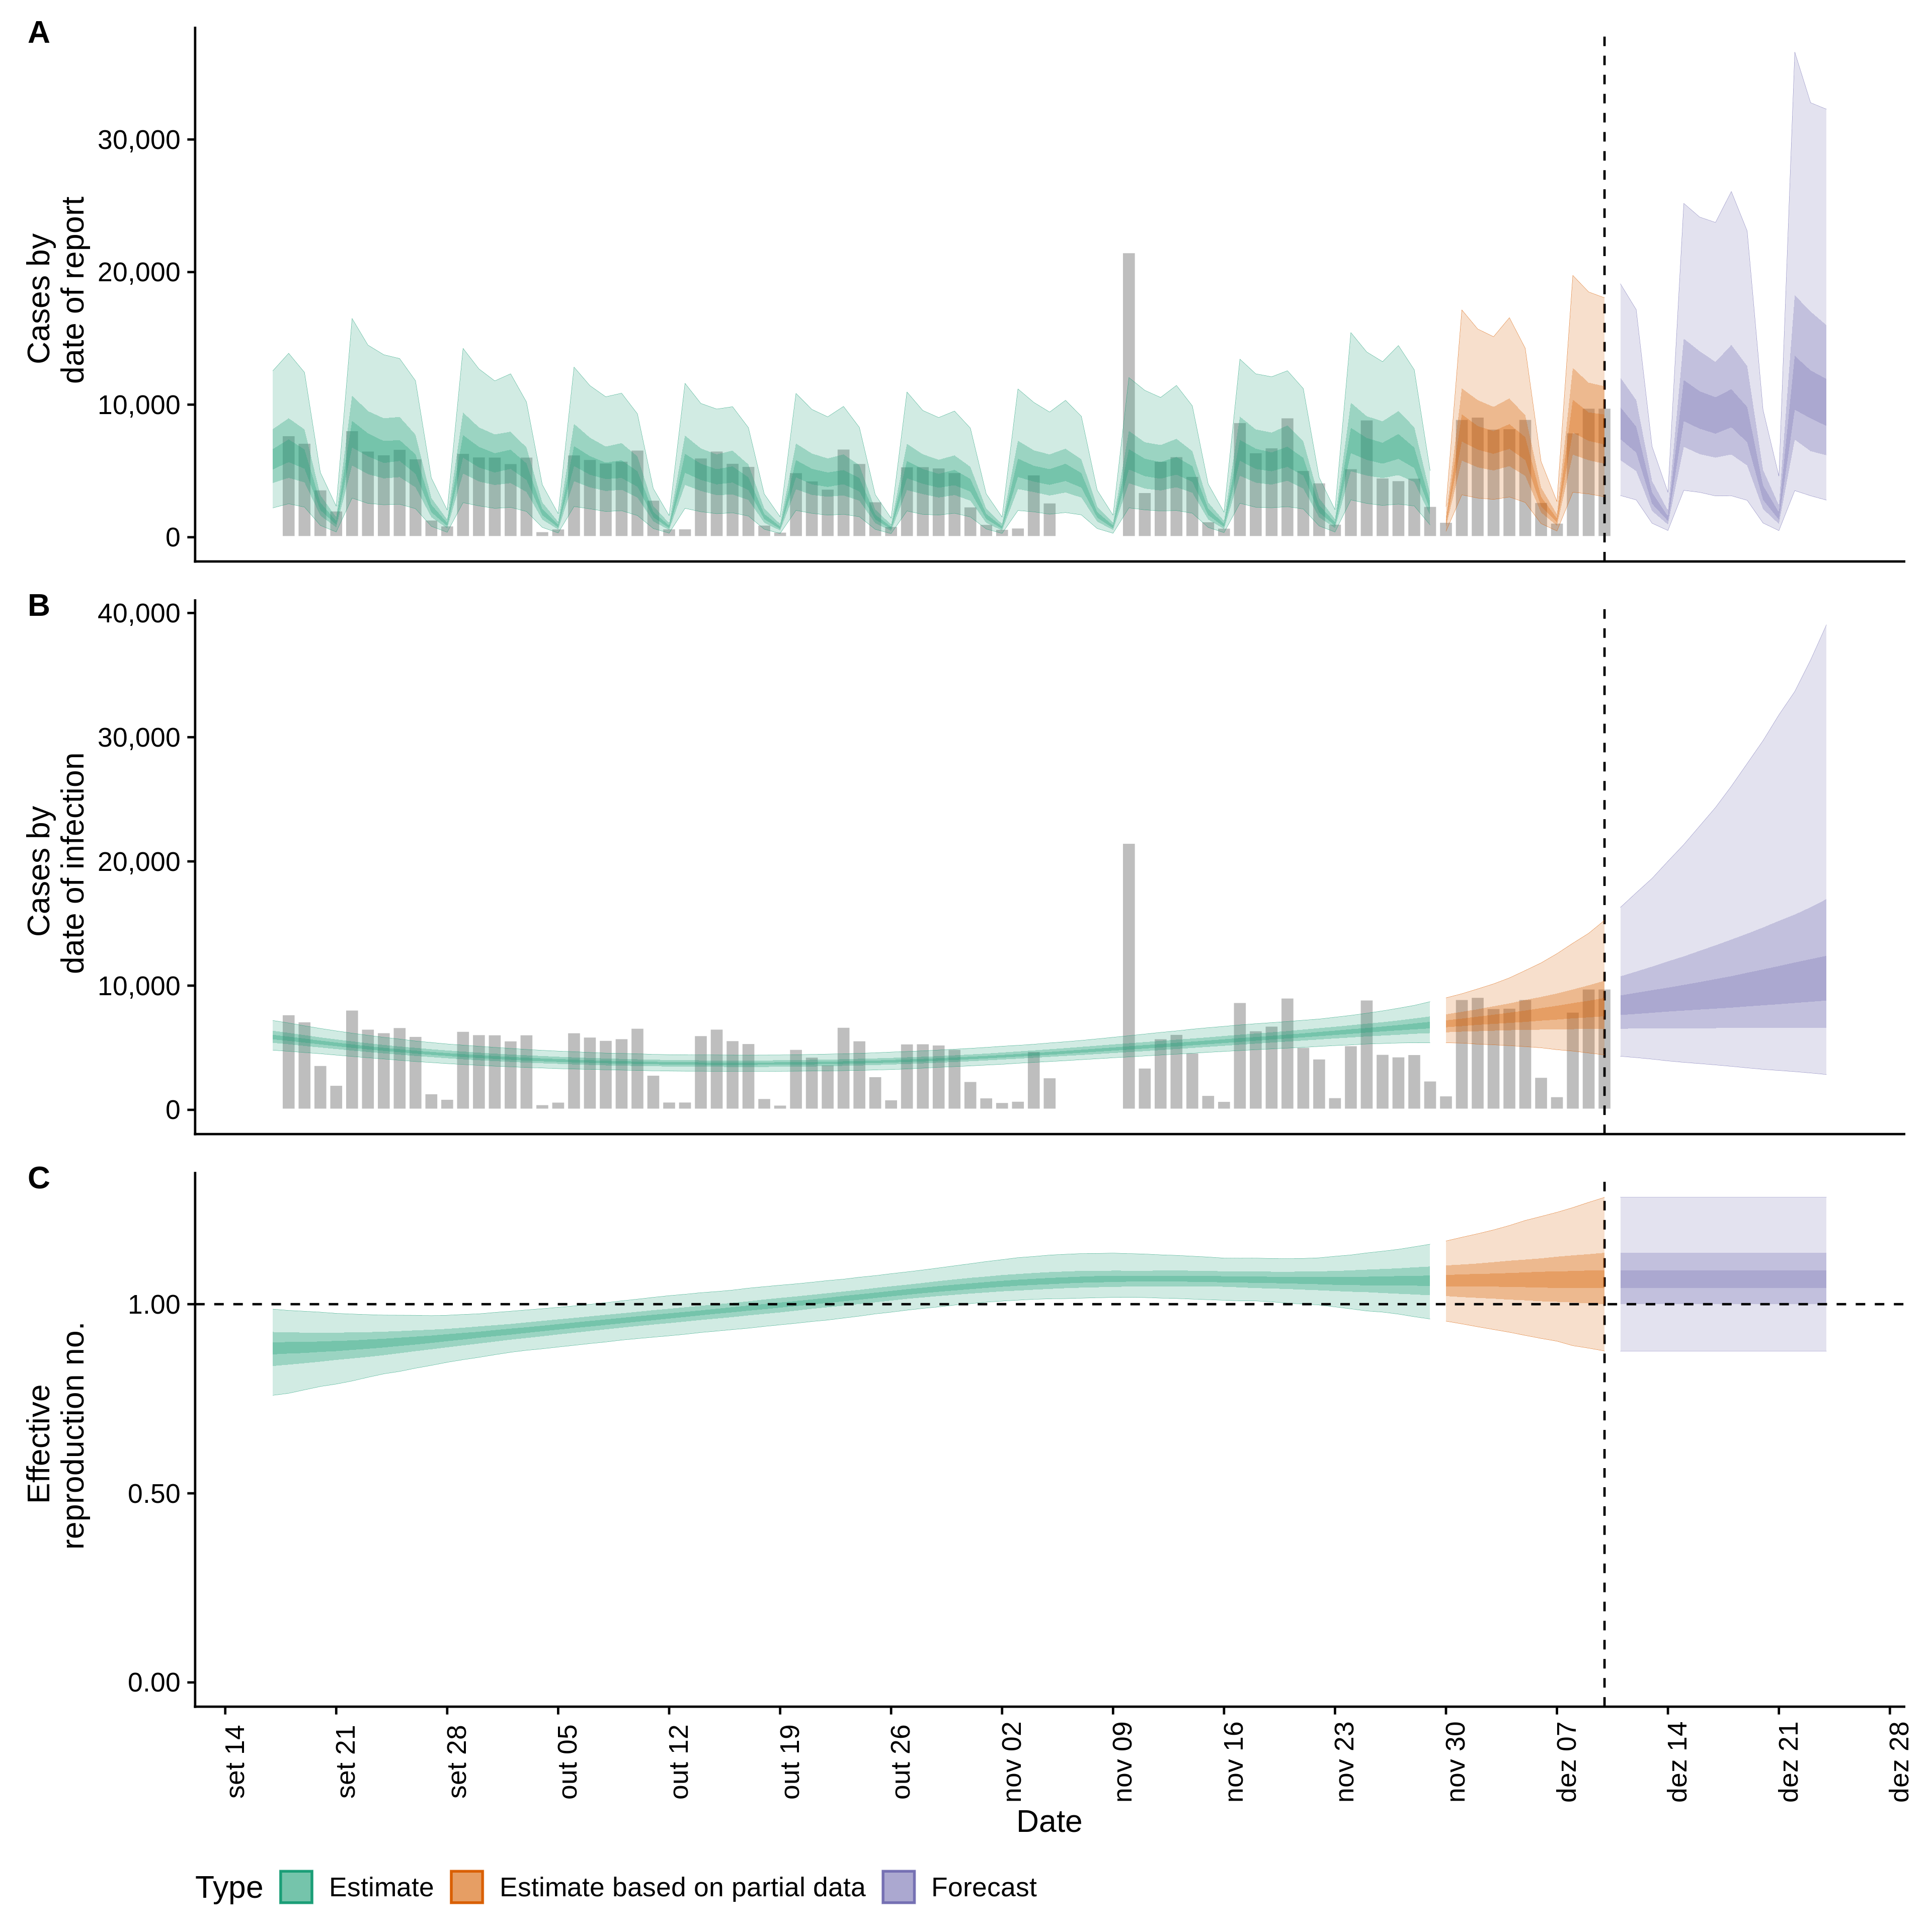 A
Cases by
date of report
30,000
20,000
10,000
0
B
Cases by
date of infection
40,000
30,000
20,000
10,000
0
C
Effective
reproduction no.
1.00
0.50
0.00
set 14
set 21
set 28
out 05
out 12
out 19
out 26
nov 02
nov 09
nov 16
nov 23
nov 30
dez 07
dez 14
dez 21
dez 28
Date
Type Estimate Estimate based on partial data Forecast